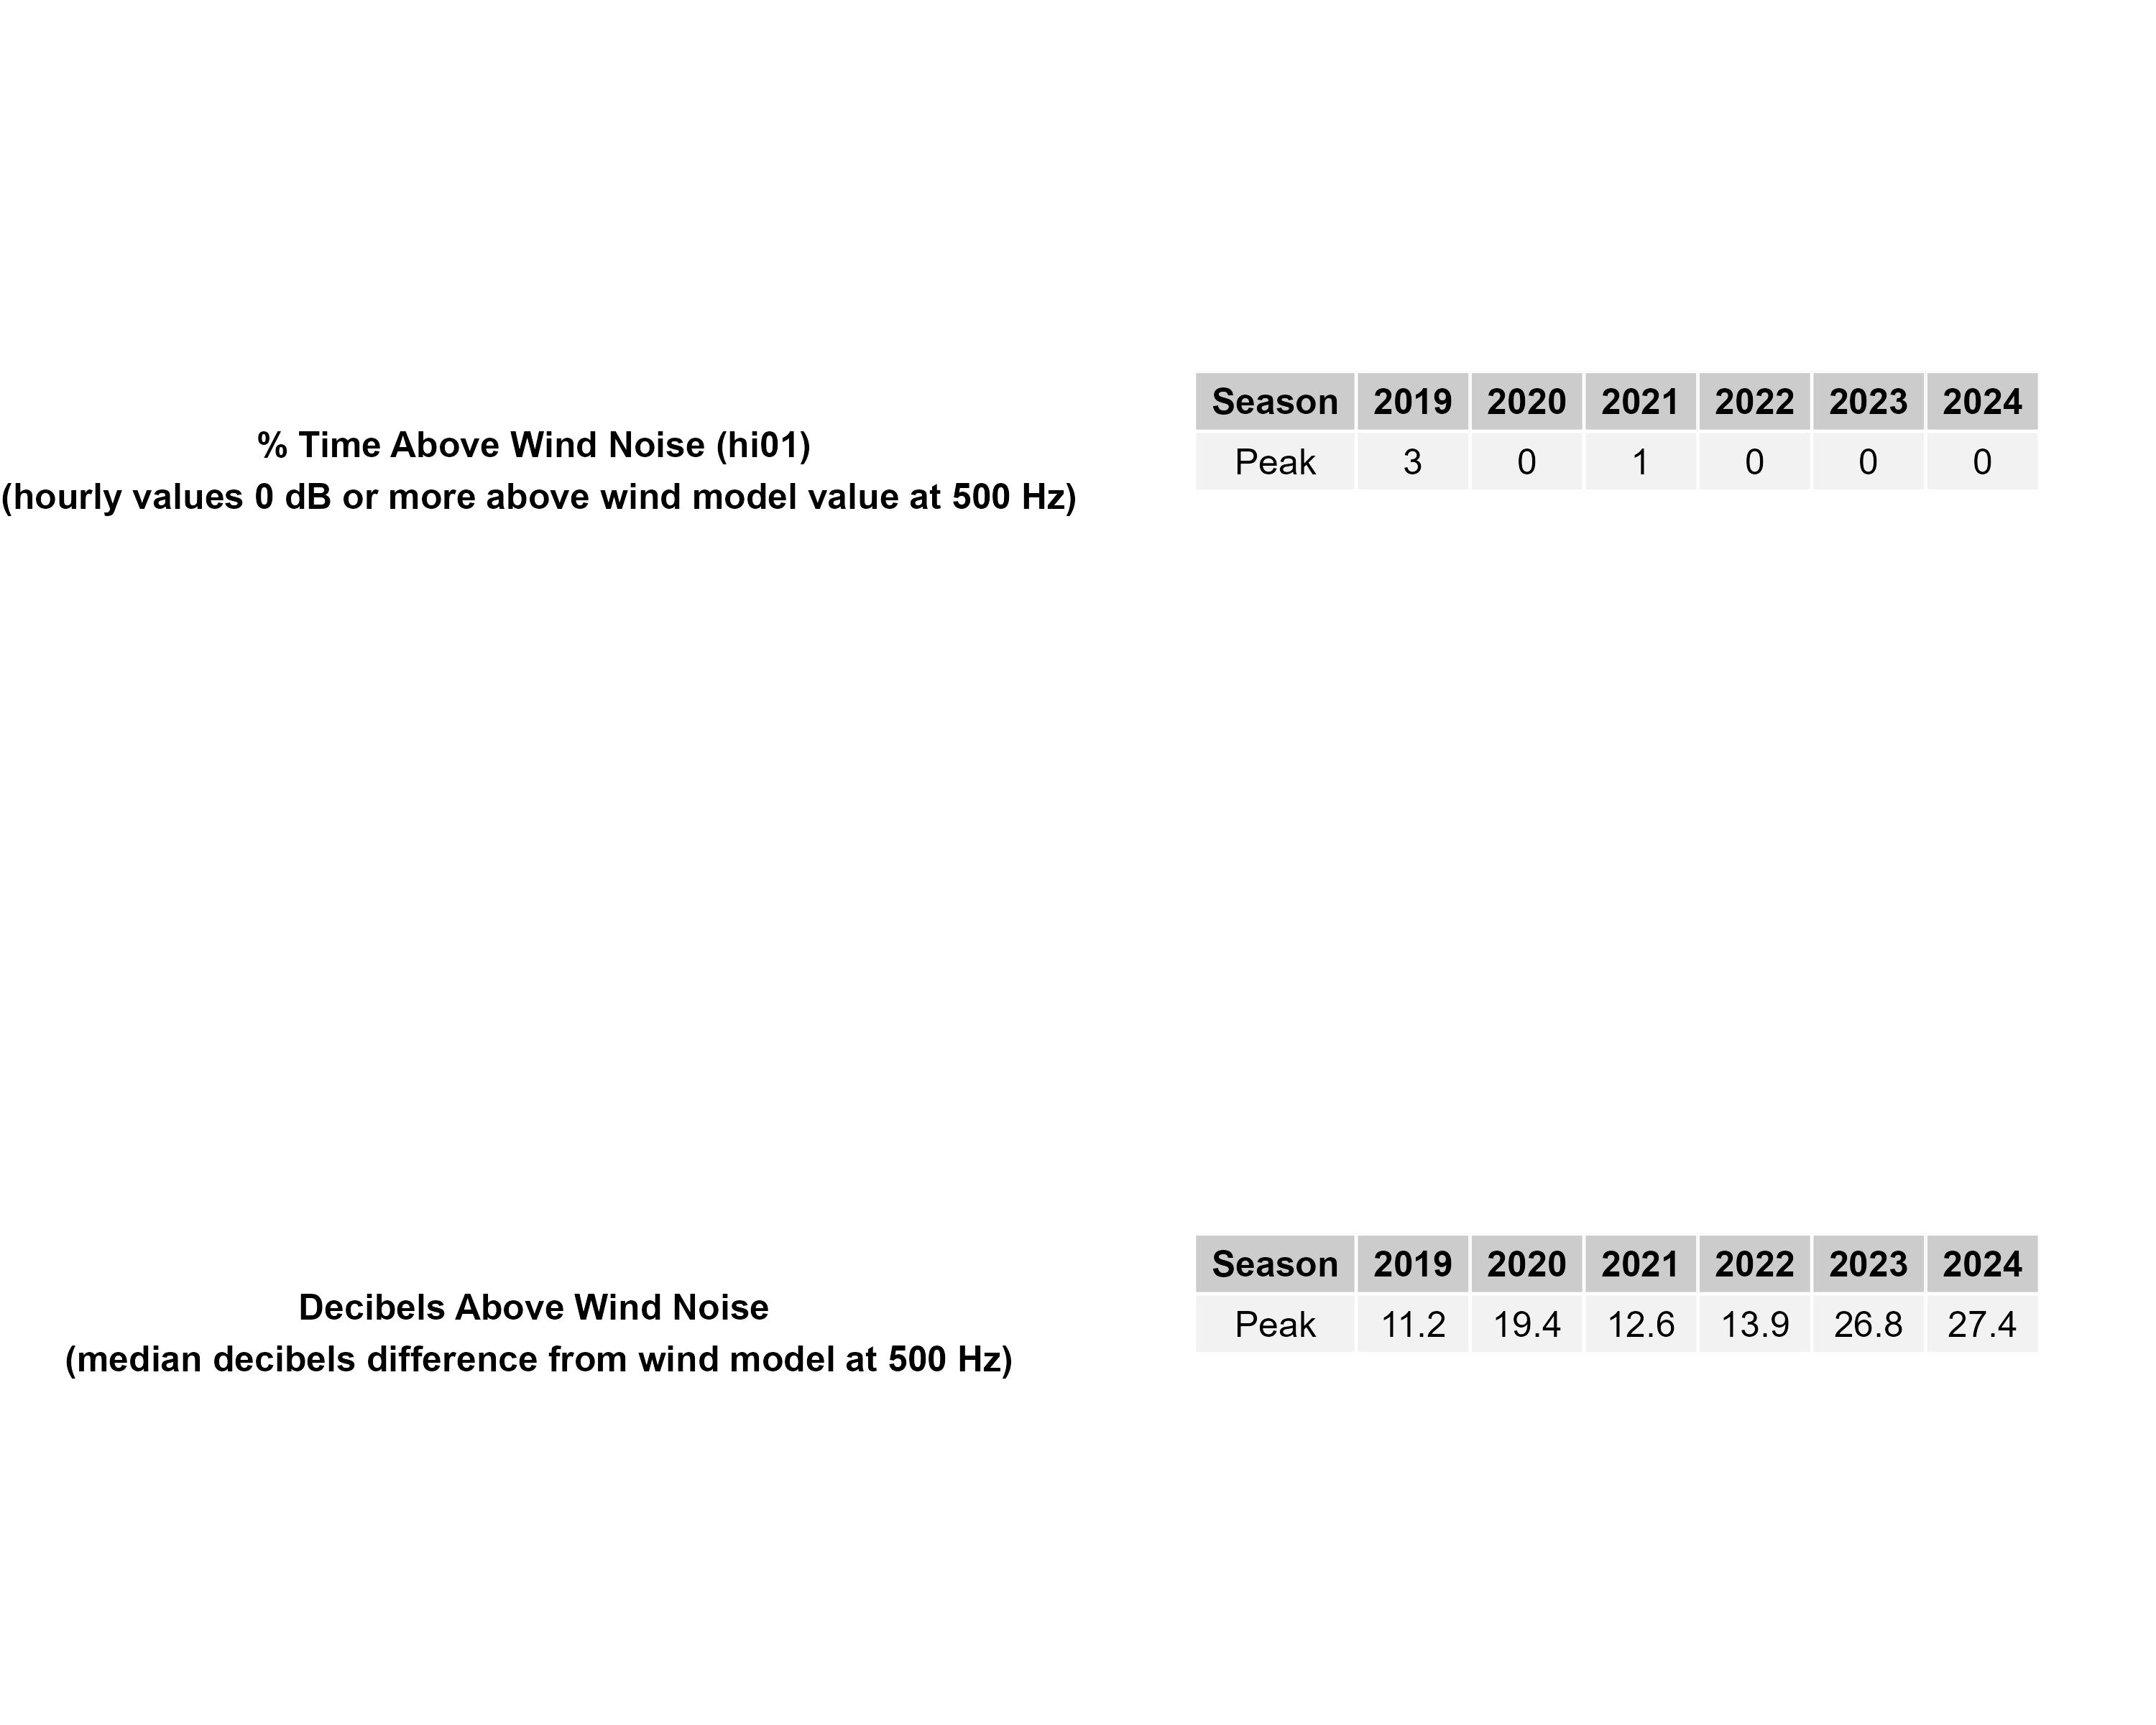 % Time Above Wind Noise (hi01)
(hourly values 0 dB or more above wind model value at 500 Hz)
Season 2019 2020 2021 2022 2023 2024
Peak 3 0 1 0 0 0
Decibels Above Wind Noise
(median decibels difference from wind model at 500 Hz)
Season 2019 2020 2021 2022 2023 2024
Peak 11.2 19.4 12.6 13.9 26.8 27.4